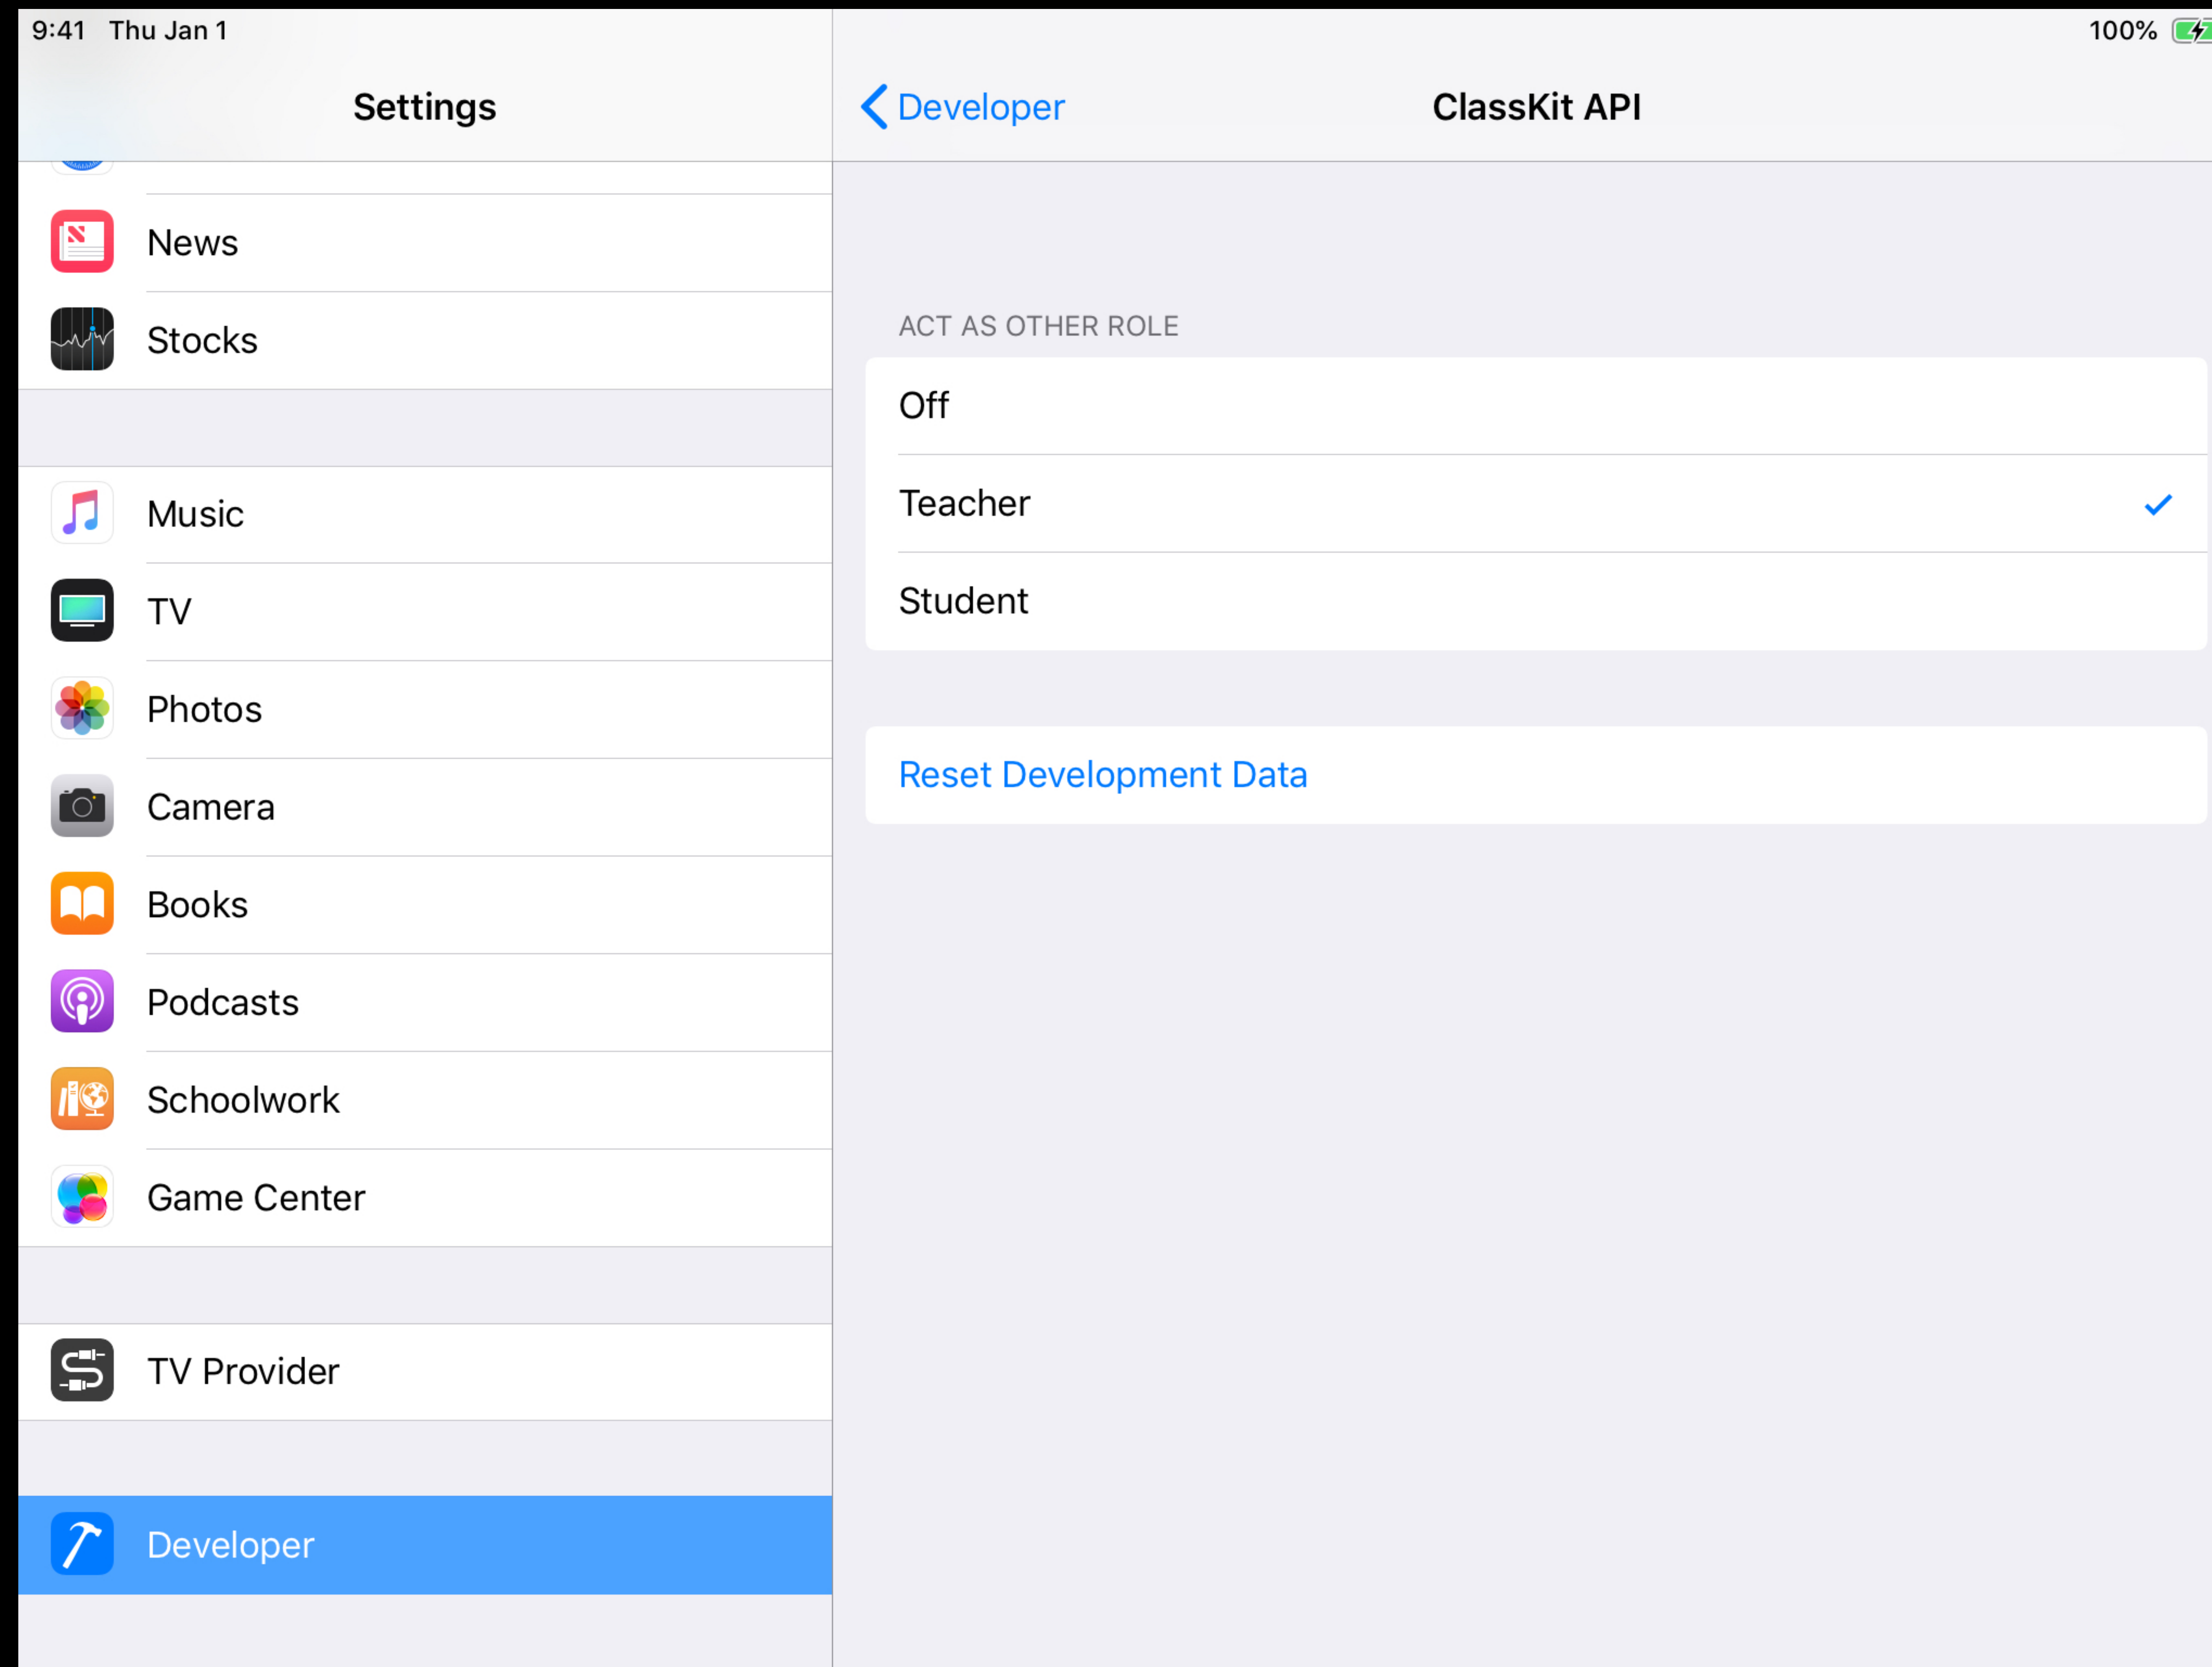 9:41 Thu Jan 1
100%
Settings
Developer
ClassKit API
News
Stocks
Music
TV
Photos
Camera
Books
Podcasts
Schoolwork
Game Center
TV Provider
Developer
ACT AS OTHER ROLE
Off
Teacher
Student
Reset Development Data